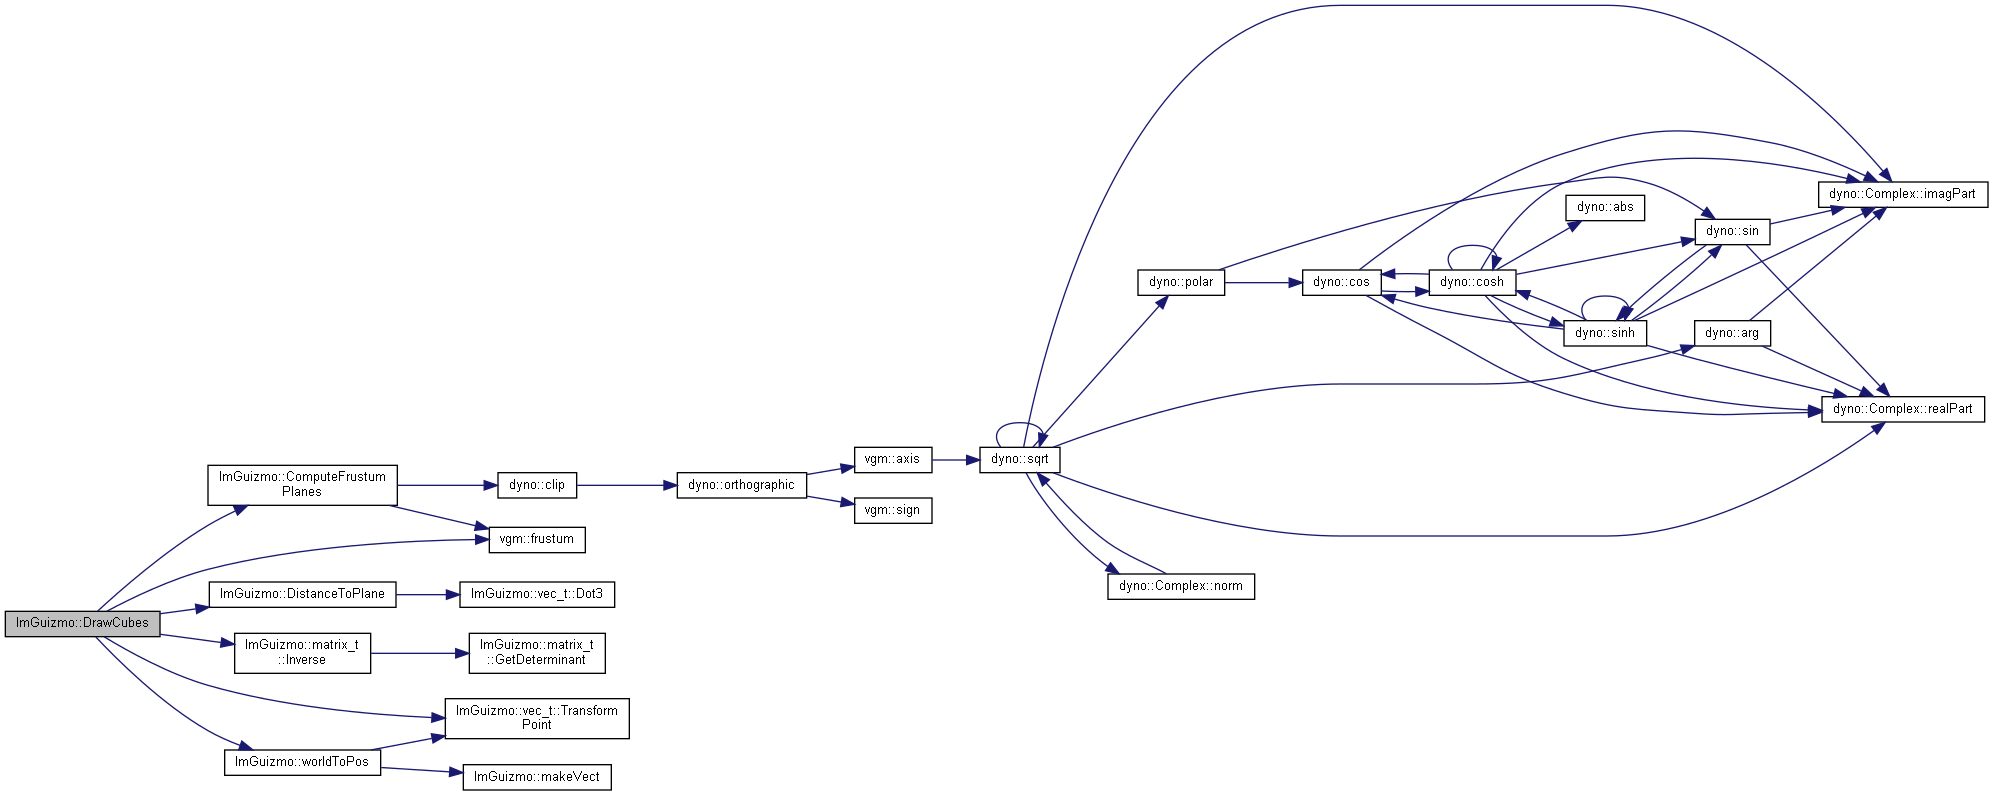 ImGuizmo::DrawCubes
ImGuizmo::ComputeFrustum
Planes
vgm::frustum
ImGuizmo::DistanceToPlane
ImGuizmo::vec_t::Dot3
ImGuizmo::matrix_t
::Inverse
ImGuizmo::matrix_t
::GetDeterminant
ImGuizmo::vec_t::Transform
Point
ImGuizmo::worldToPos
ImGuizmo::makeVect
dyno::clip
dyno::orthographic
vgm::axis
vgm::sign
dyno::sqrt
dyno::polar
dyno::Complex::norm
dyno::cos
dyno::cosh
dyno::abs
dyno::sinh
dyno::sin
dyno::arg
dyno::Complex::imagPart
dyno::Complex::realPart